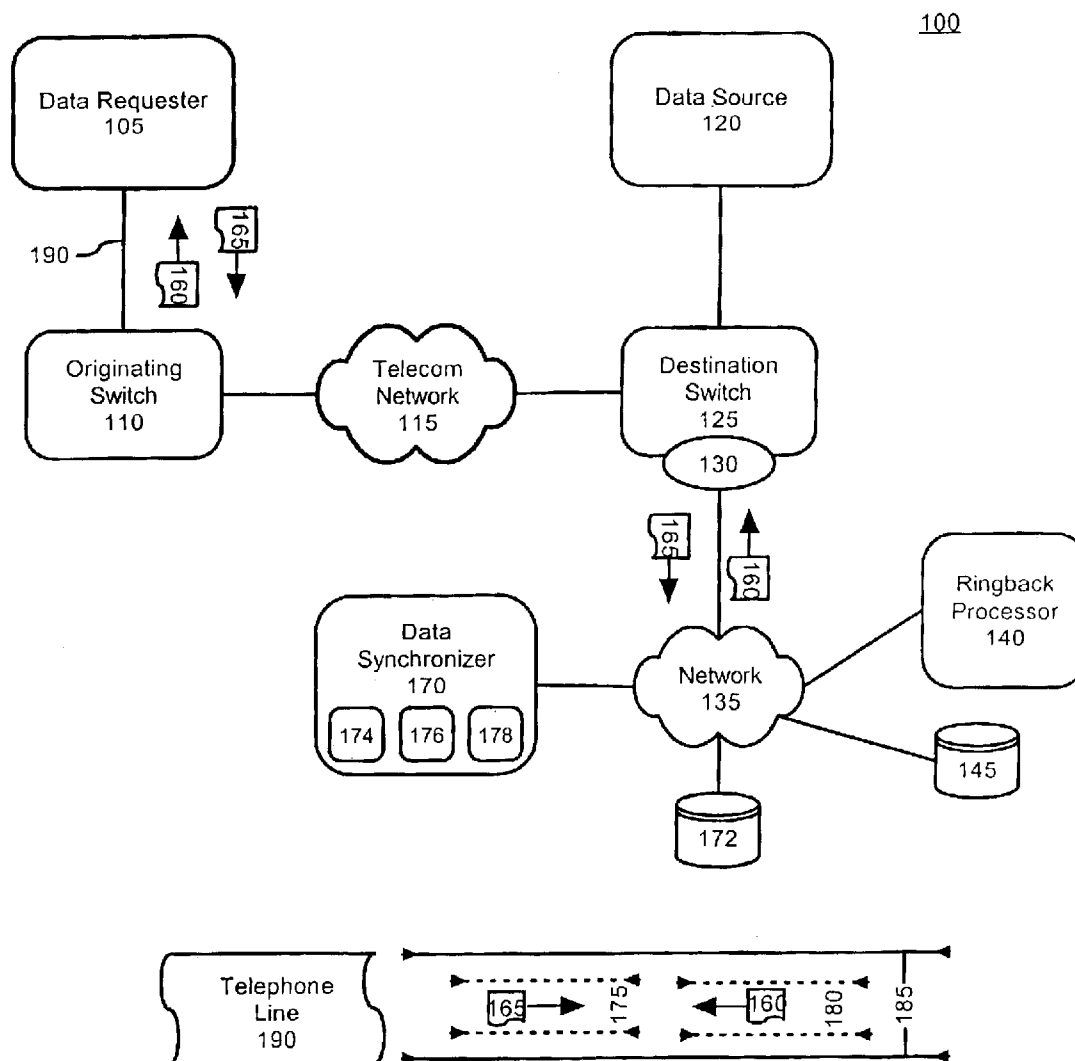 100
Data Requester
105
Data Source
120
190
160
165
Originating
Switch
110
Telecom
Network
115
Destination
Switch
125
130
165
160
Ringback
Processor
140
Data
Synchronizer
170
174 176 178
Network
135
145
172
Telephone
Line
190
165
175
160
180
185